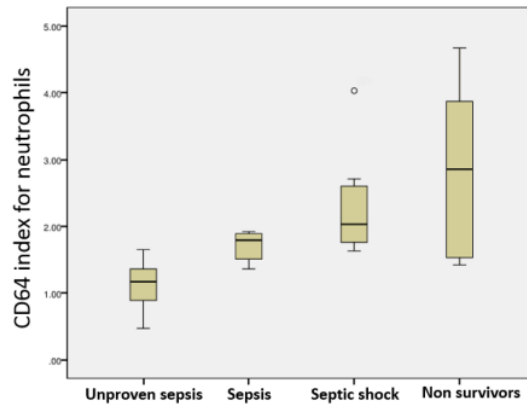 CD64 index for neutrophils
5.00
4.00
3.00
2.00
1.00
.00
Unproven sepsis
Sepsis
Septic shock
Non survivors